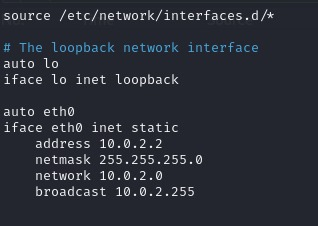 source /etc/network/interfaces.d/*
# The loopback network interface
auto lo
iface lo inet loopback
auto eth0
iface eth0 inet static
address 10.0.2.2
netmask 255.255.255.0
network 10.0.2.0
broadcast 10.0.2.255